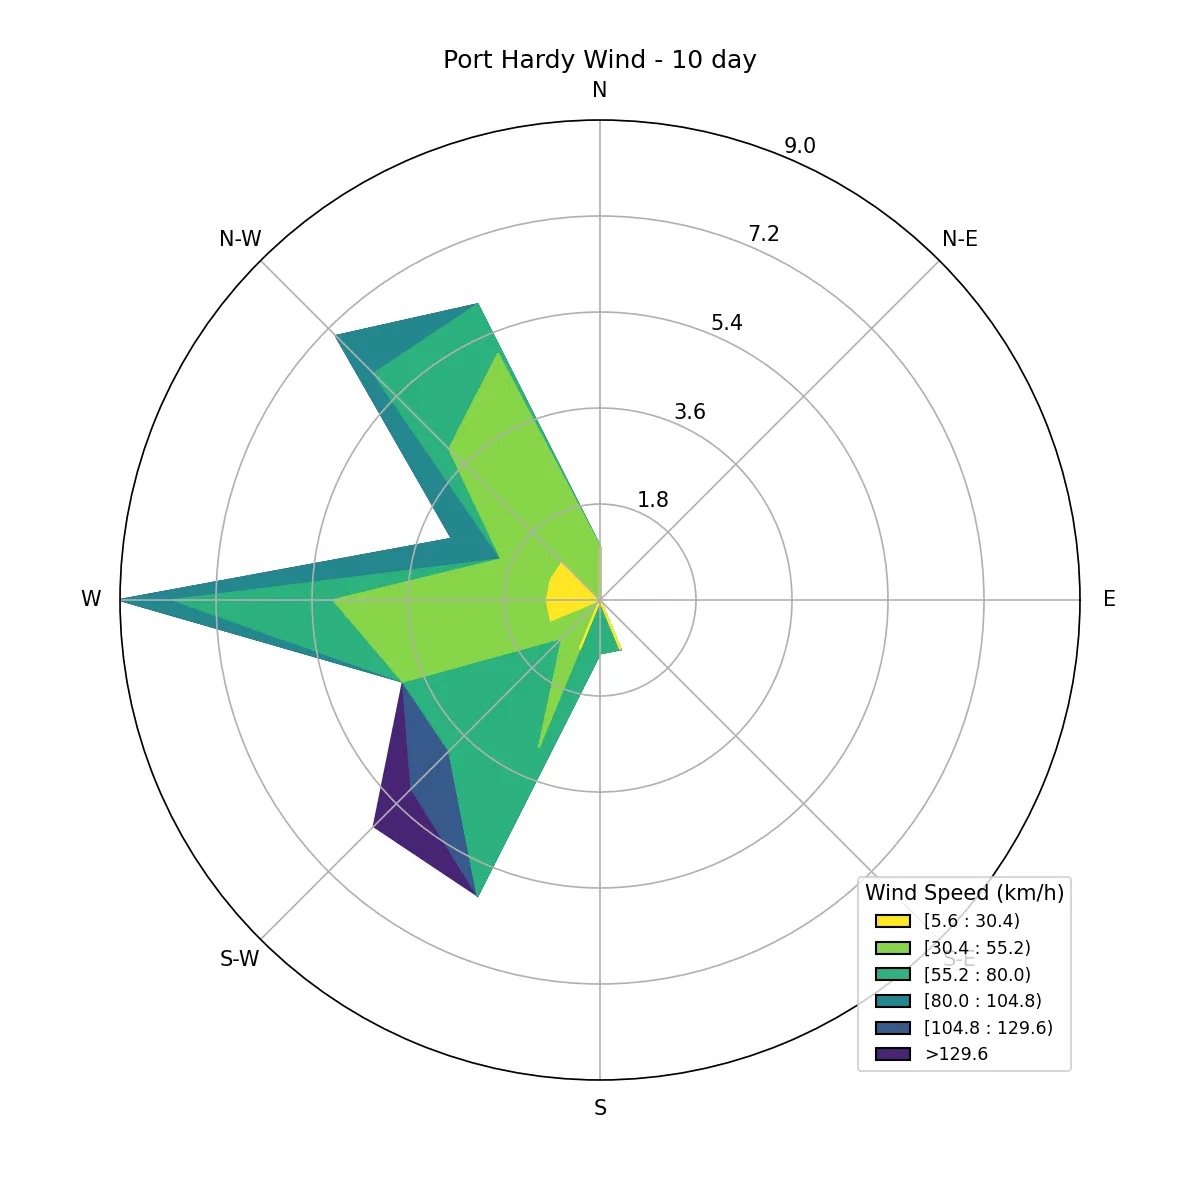 Port Hardy Wind - 10 day
N
9.0
N-W
N-E
7.2
5.4
3.6
1.8
W
E
S-W
S-E
Wind Speed (km/h)
[5.6 : 30.4)
[30.4 : 55.2)
[55.2 : 80.0)
[80.0 : 104.8)
[104.8 : 129.6)
>129.6
S